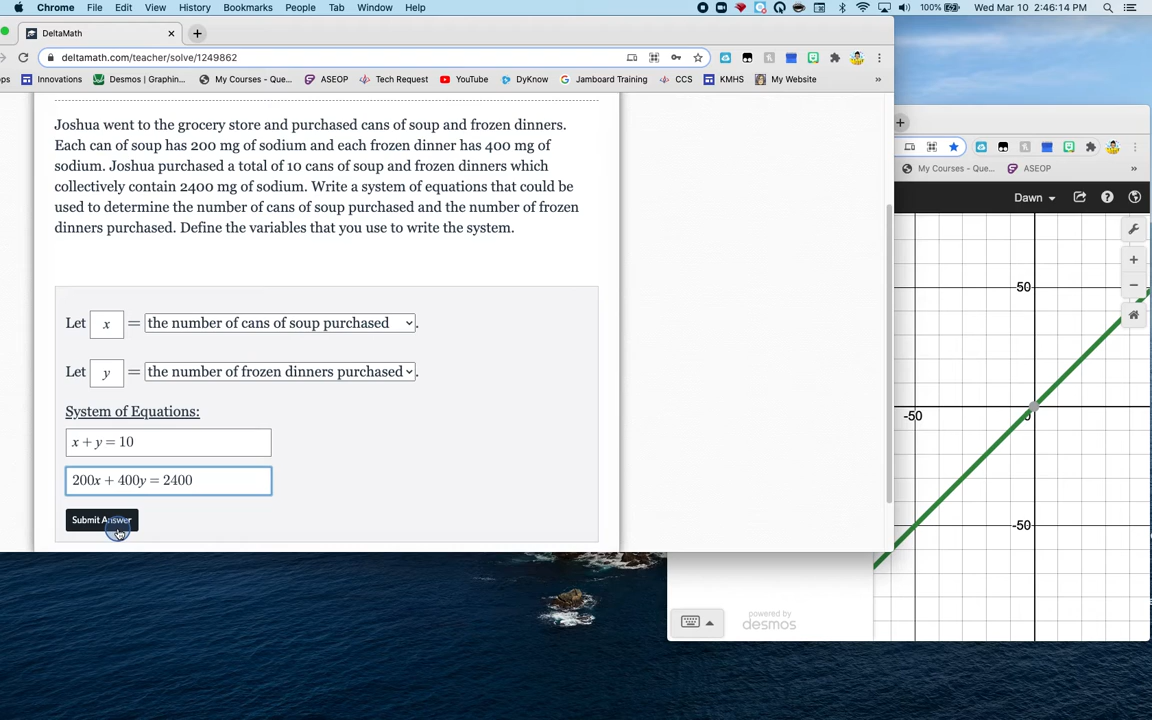 Chrome File Edit View History Bookmarks People Tab Window Help 100% Wed Mar 10 2:46:14 PM
DeltaMath
deltamath.com/teacher/solve/1249862
ps Innovations Desmos | Graphin... My Courses - Que... ASEOP Tech Request YouTube DyKnow Jamboard Training CCS KMHS My Website »
Joshua went to the grocery store and purchased cans of soup and frozen dinners.
Each can of soup has 200 mg of sodium and each frozen dinner has 400 mg of
sodium. Joshua purchased a total of 10 cans of soup and frozen dinners which
collectively contain 2400 mg of sodium. Write a system of equations that could be
used to determine the number of cans of soup purchased and the number of frozen
dinners purchased. Define the variables that you use to write the system.
Let x = the number of cans of soup purchased .
Let y = the number of frozen dinners purchased .
System of Equations:
x + y = 10
200x + 400y = 2400
Submit Answer
My Courses - Que... ASEOP »
Dawn
50
-50 0
-50
powered by
desmos